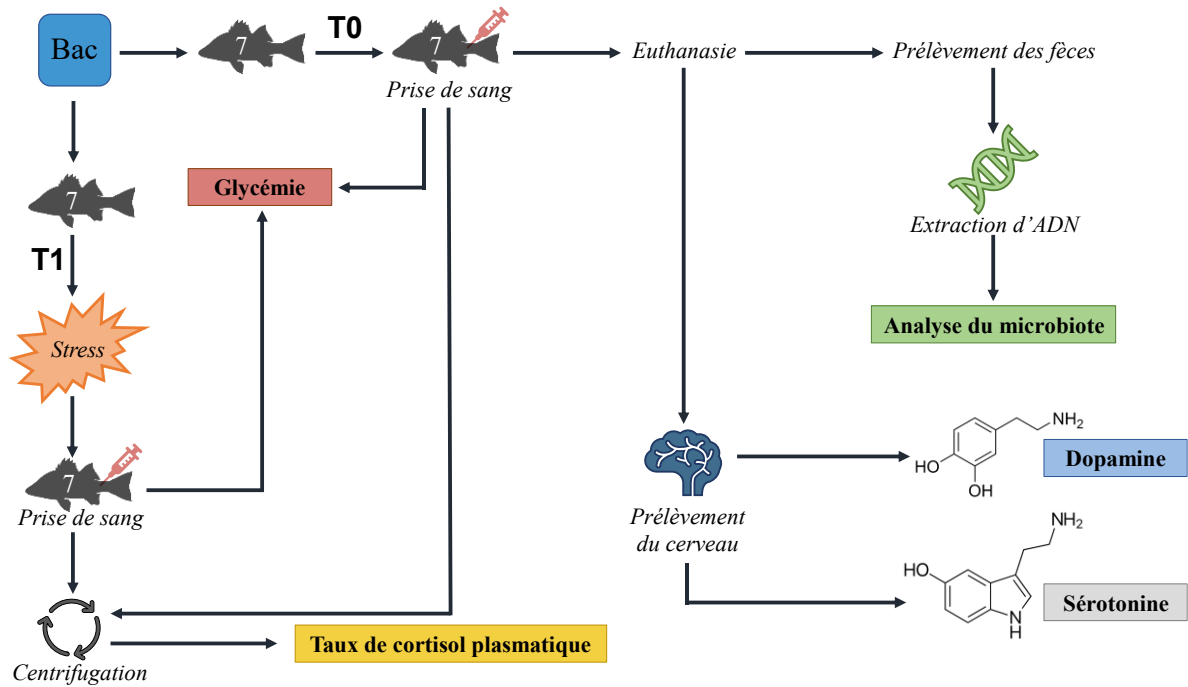 Bac
7
T0
7
Prise de sang
Euthanasie
Prélèvement des fèces
Extraction d'ADN
Analyse du microbiote
Glycémie
7
T1
Stress
7
Prise de sang
Centrifugation
Taux de cortisol plasmatique
Prélèvement
du cerveau
NH2
HO
OH
Dopamine
NH2
HO
N
H
Sérotonine